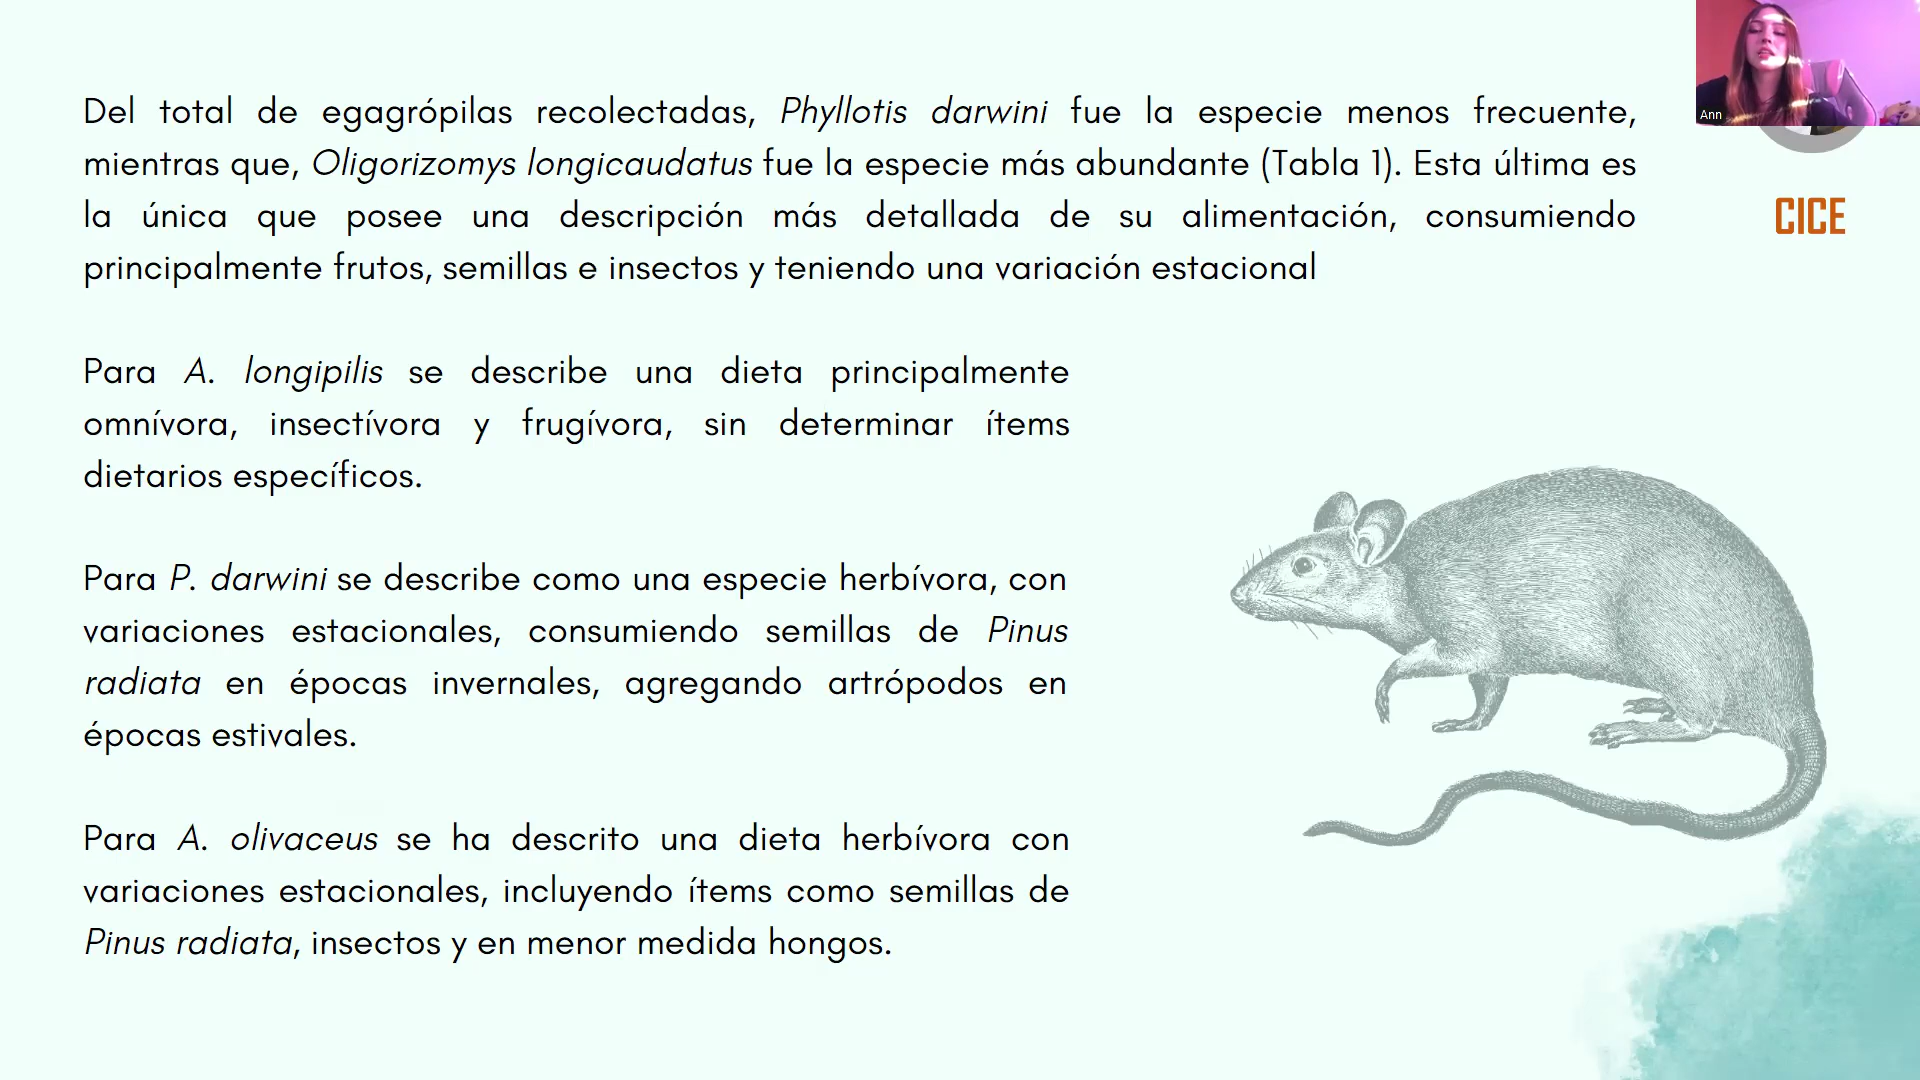 Ann
Del total de egagrópilas recolectadas, Phyllotis darwini fue la especie menos frecuente,
mientras que, Oligorizomys longicaudatus fue la especie más abundante (Tabla 1). Esta última es
la única que posee una descripción más detallada de su alimentación, consumiendo
principalmente frutos, semillas e insectos y teniendo una variación estacional
CICE
Para A. longipilis se describe una dieta principalmente
omnívora, insectívora y frugívora, sin determinar ítems
dietarios específicos.
Para P. darwini se describe como una especie herbívora, con
variaciones estacionales, consumiendo semillas de Pinus
radiata en épocas invernales, agregando artrópodos en
épocas estivales.
Para A. olivaceus se ha descrito una dieta herbívora con
variaciones estacionales, incluyendo ítems como semillas de
Pinus radiata, insectos y en menor medida hongos.